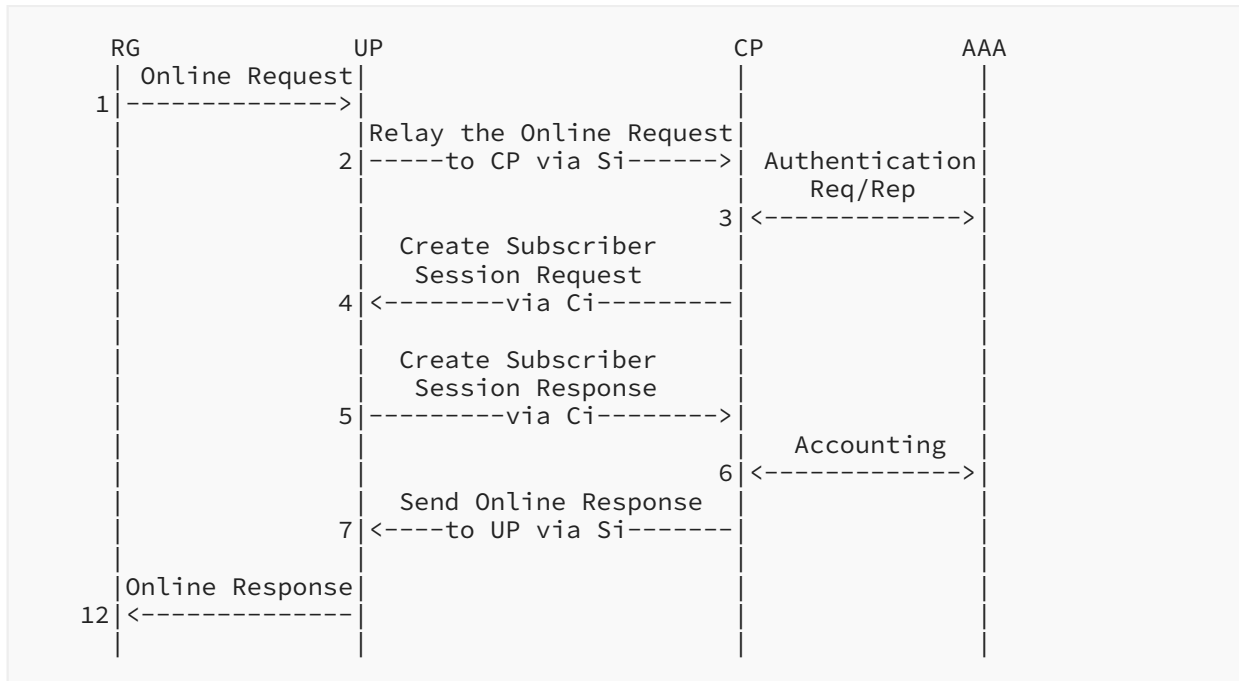 RG UP CP AAA
| Online Request| | |
1|-------------->| | |
| |Relay the Online Request| |
| 2|-----to CP via Si------>| Authentication|
| | | Req/Rep |
| | 3|<------------->|
| | Create Subscriber | |
| | Session Request | |
| 4|<--------via Ci---------| |
| | | |
| | Create Subscriber | |
| | Session Response | |
| 5|---------via Ci-------->| |
| | | Accounting |
| | 6|<------------->|
| | Send Online Response | |
| 7|<----to UP via Si-------| |
| | | |
|Online Response| | |
12|<--------------| | |
| | | |